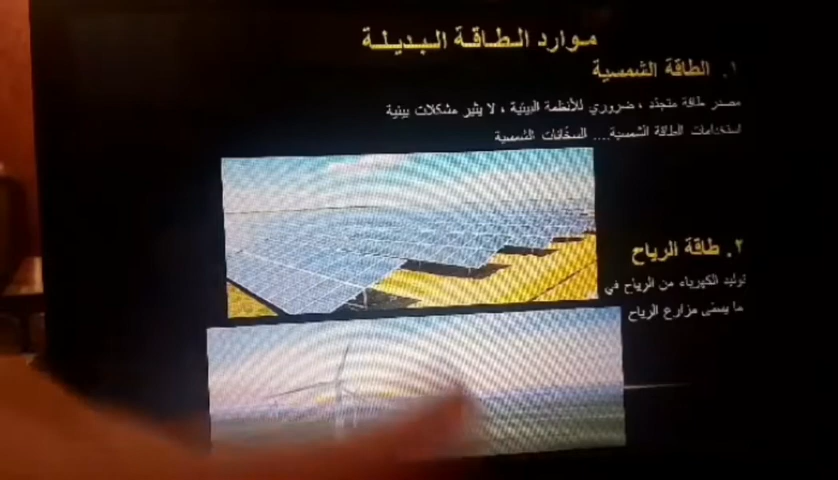 موارد الطاقة البديلة
١. الطاقة الشمسية
مصدر طاقة متجدد ، ضروري للأنظمة البيئية ، لا يثير مشكلات بيئية
استخدامات الطاقة الشمسية.... السخانات الشمسية
٢. طاقة الرياح
توليد الكهرباء من الرياح في
ما يسمى مزارع الرياح